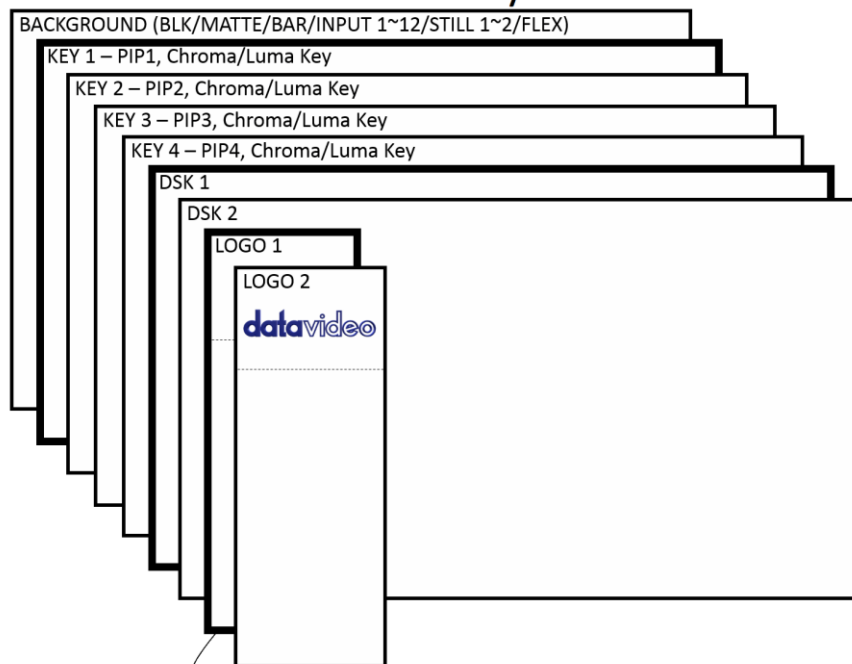 BACKGROUND (BLK/MATTE/BAR/INPUT 1~12/STILL 1~2/FLEX)
KEY 1 – PIP1, Chroma/Luma Key
KEY 2 – PIP2, Chroma/Luma Key
KEY 3 – PIP3, Chroma/Luma Key
KEY 4 – PIP4, Chroma/Luma Key
DSK 1
DSK 2
LOGO 1
LOGO 2
datavideo